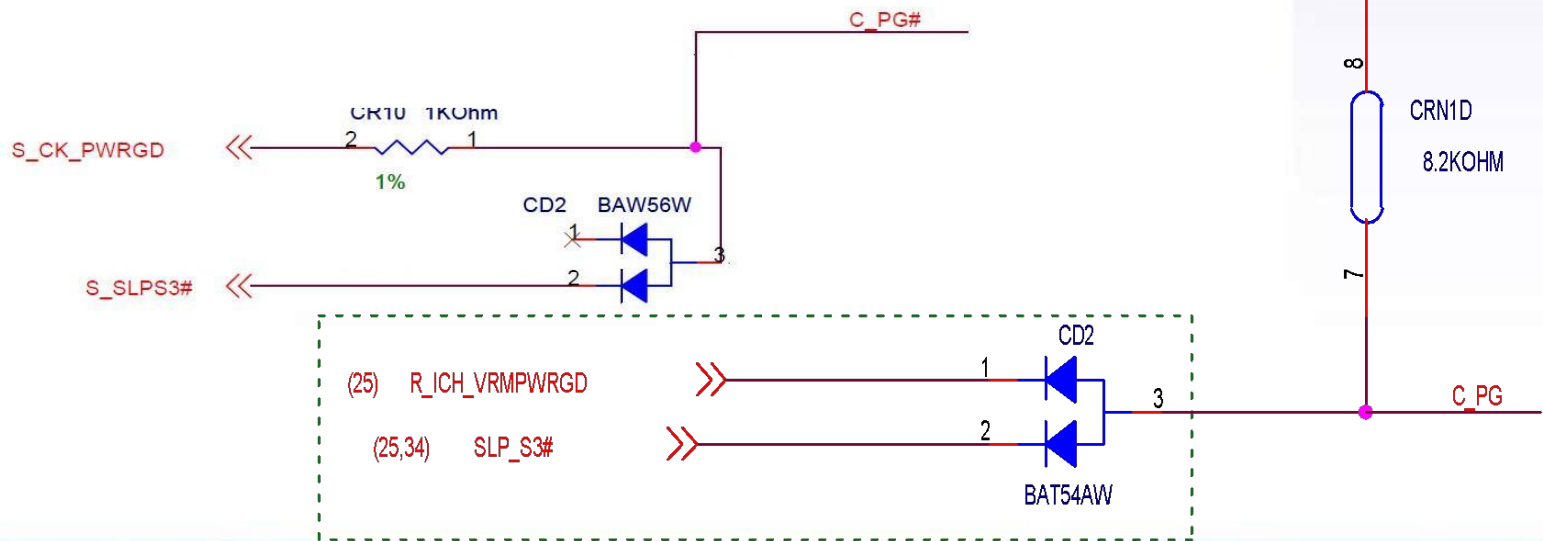 C_PG#
CR10 1KOhm
S_CK_PWRGD
2
1
1%
CD2 BAW56W
1
3
2
S_SLPS3#
8
CRN1D
8.2KOHM
7
CD2
(25) R_ICH_VRMPWRGD
1
3
C_PG
(25,34) SLP_S3#
2
BAT54AW